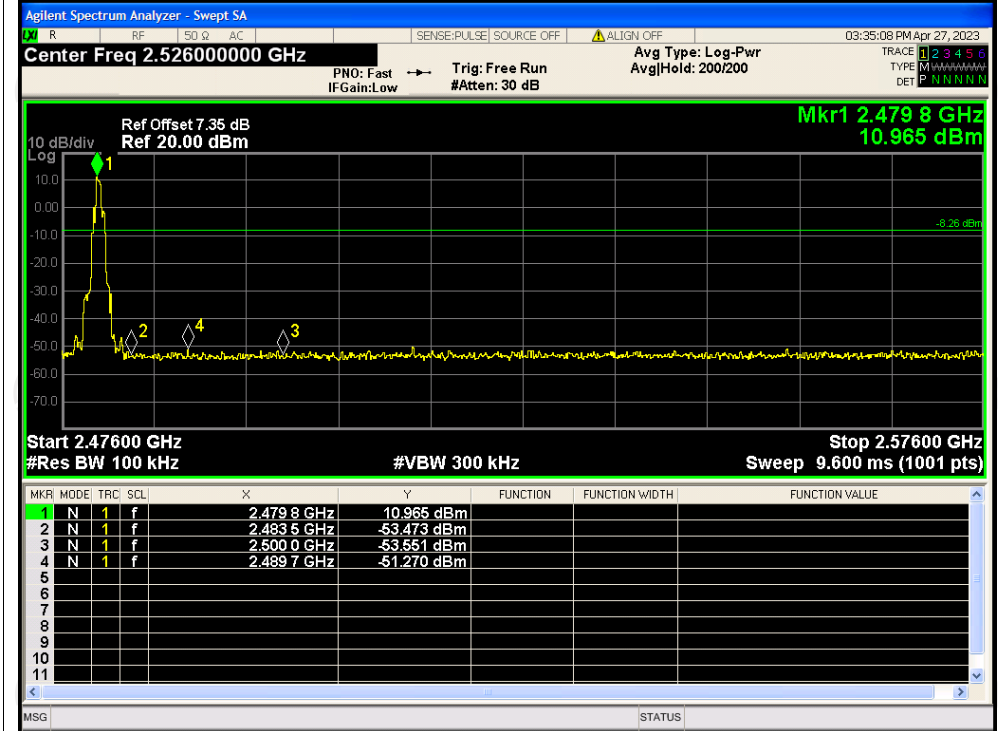 Agilent Spectrum Analyzer - Swept SA
LXI R RF 50 Ω AC SENSE:PULSE SOURCE OFF ALIGN OFF 03:35:08 PM Apr 27, 2023
Center Freq 2.526000000 GHz Avg Type: Log-Pwr TRACE 1 2 3 4 5 6
PNO: Fast Trig: Free Run Avg|Hold: 200/200 TYPE M WWWWW
IFGain:Low #Atten: 30 dB DET P N N N N N
Mkr1 2.479 8 GHz
Ref Offset 7.35 dB
10 dB/div Ref 20.00 dBm 10.965 dBm
Log
1
10.0
0.00
-8.26 dBm
-10.0
-20.0
-30.0
-40.0
2 4 3
-50.0
-60.0
-70.0
Start 2.47600 GHz Stop 2.57600 GHz
#Res BW 100 kHz #VBW 300 kHz Sweep 9.600 ms (1001 pts)
MKR MODE TRC SCL X Y FUNCTION FUNCTION WIDTH FUNCTION VALUE
1 N 1 f 2.479 8 GHz 10.965 dBm
2 N 1 f 2.483 5 GHz -53.473 dBm
3 N 1 f 2.500 0 GHz -53.551 dBm
4 N 1 f 2.489 7 GHz -51.270 dBm
5
6
7
8
9
10
11
MSG STATUS